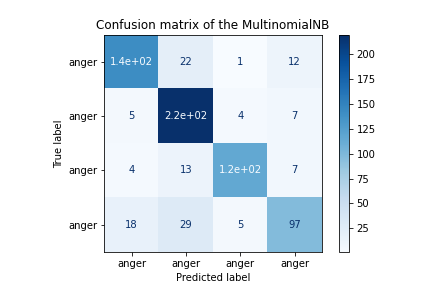 Confusion matrix of the MultinomialNB
anger 1.4e+02 22 1 12
anger 5 2.2e+02 4 7
anger 4 13 1.2e+02 7
anger 18 29 5 97
anger anger anger anger
Predicted label
True label
200
175
150
125
100
75
50
25